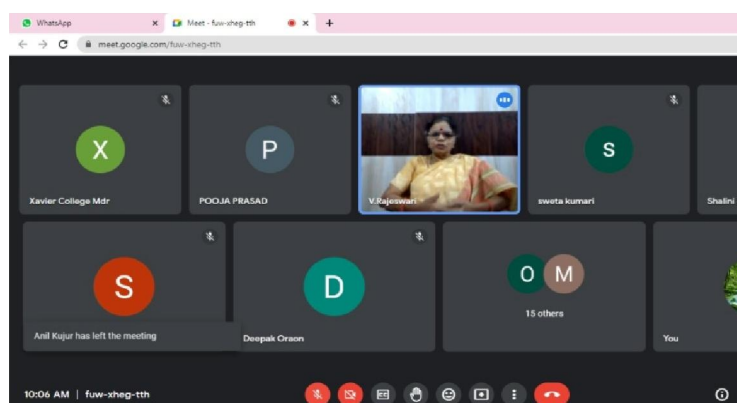 WhatsApp
Meet - fuw-xheg-tth
meet.google.com/fuw-xheg-tth
X
P
S
Xavier College Mdr
POOJA PRASAD
V.Rajeswari
sweta kumari
Shalini
S
D
O M
15 others
Anil Kujur has left the meeting
Deepak Oraon
You
10:06 AM | fuw-xheg-tth